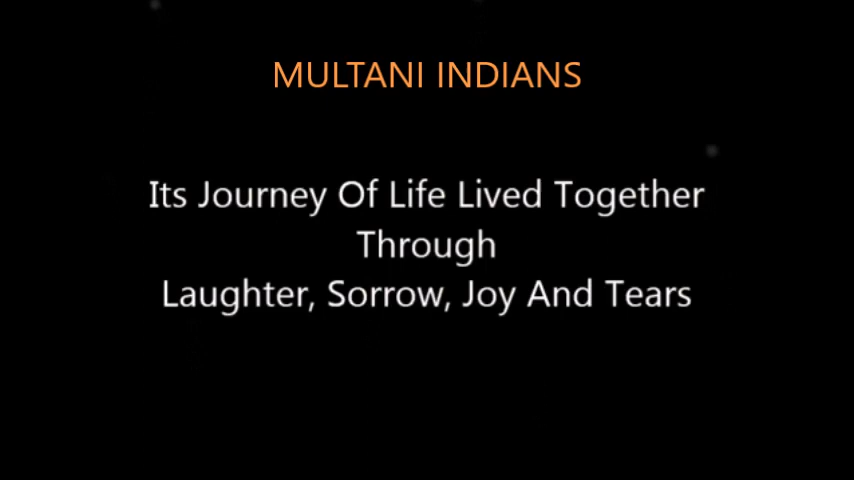 MULTANI INDIANS
Its Journey Of Life Lived Together
Through
Laughter, Sorrow, Joy And Tears